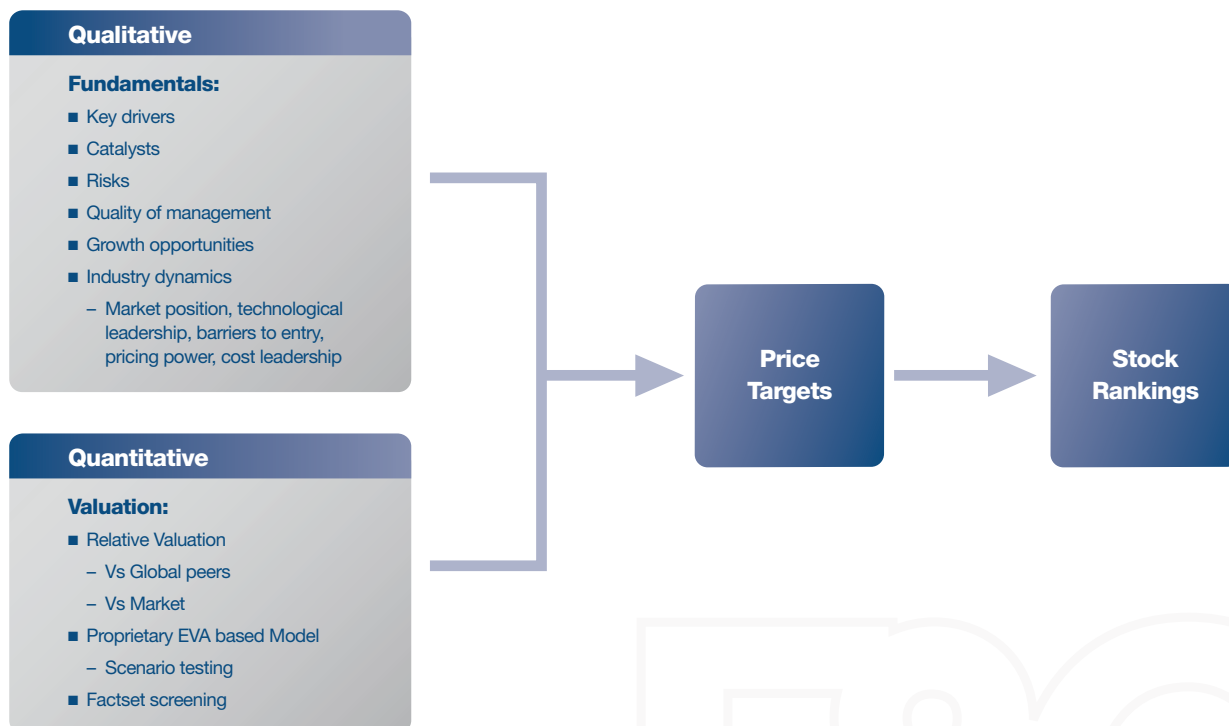 Qualitative
Fundamentals:
■ Key drivers
■ Catalysts
■ Risks
■ Quality of management
■ Growth opportunities
■ Industry dynamics
– Market position, technological
leadership, barriers to entry,
pricing power, cost leadership
Quantitative
Valuation:
■ Relative Valuation
– Vs Global peers
– Vs Market
■ Proprietary EVA based Model
– Scenario testing
■ Factset screening
Price
Targets
Stock
Rankings